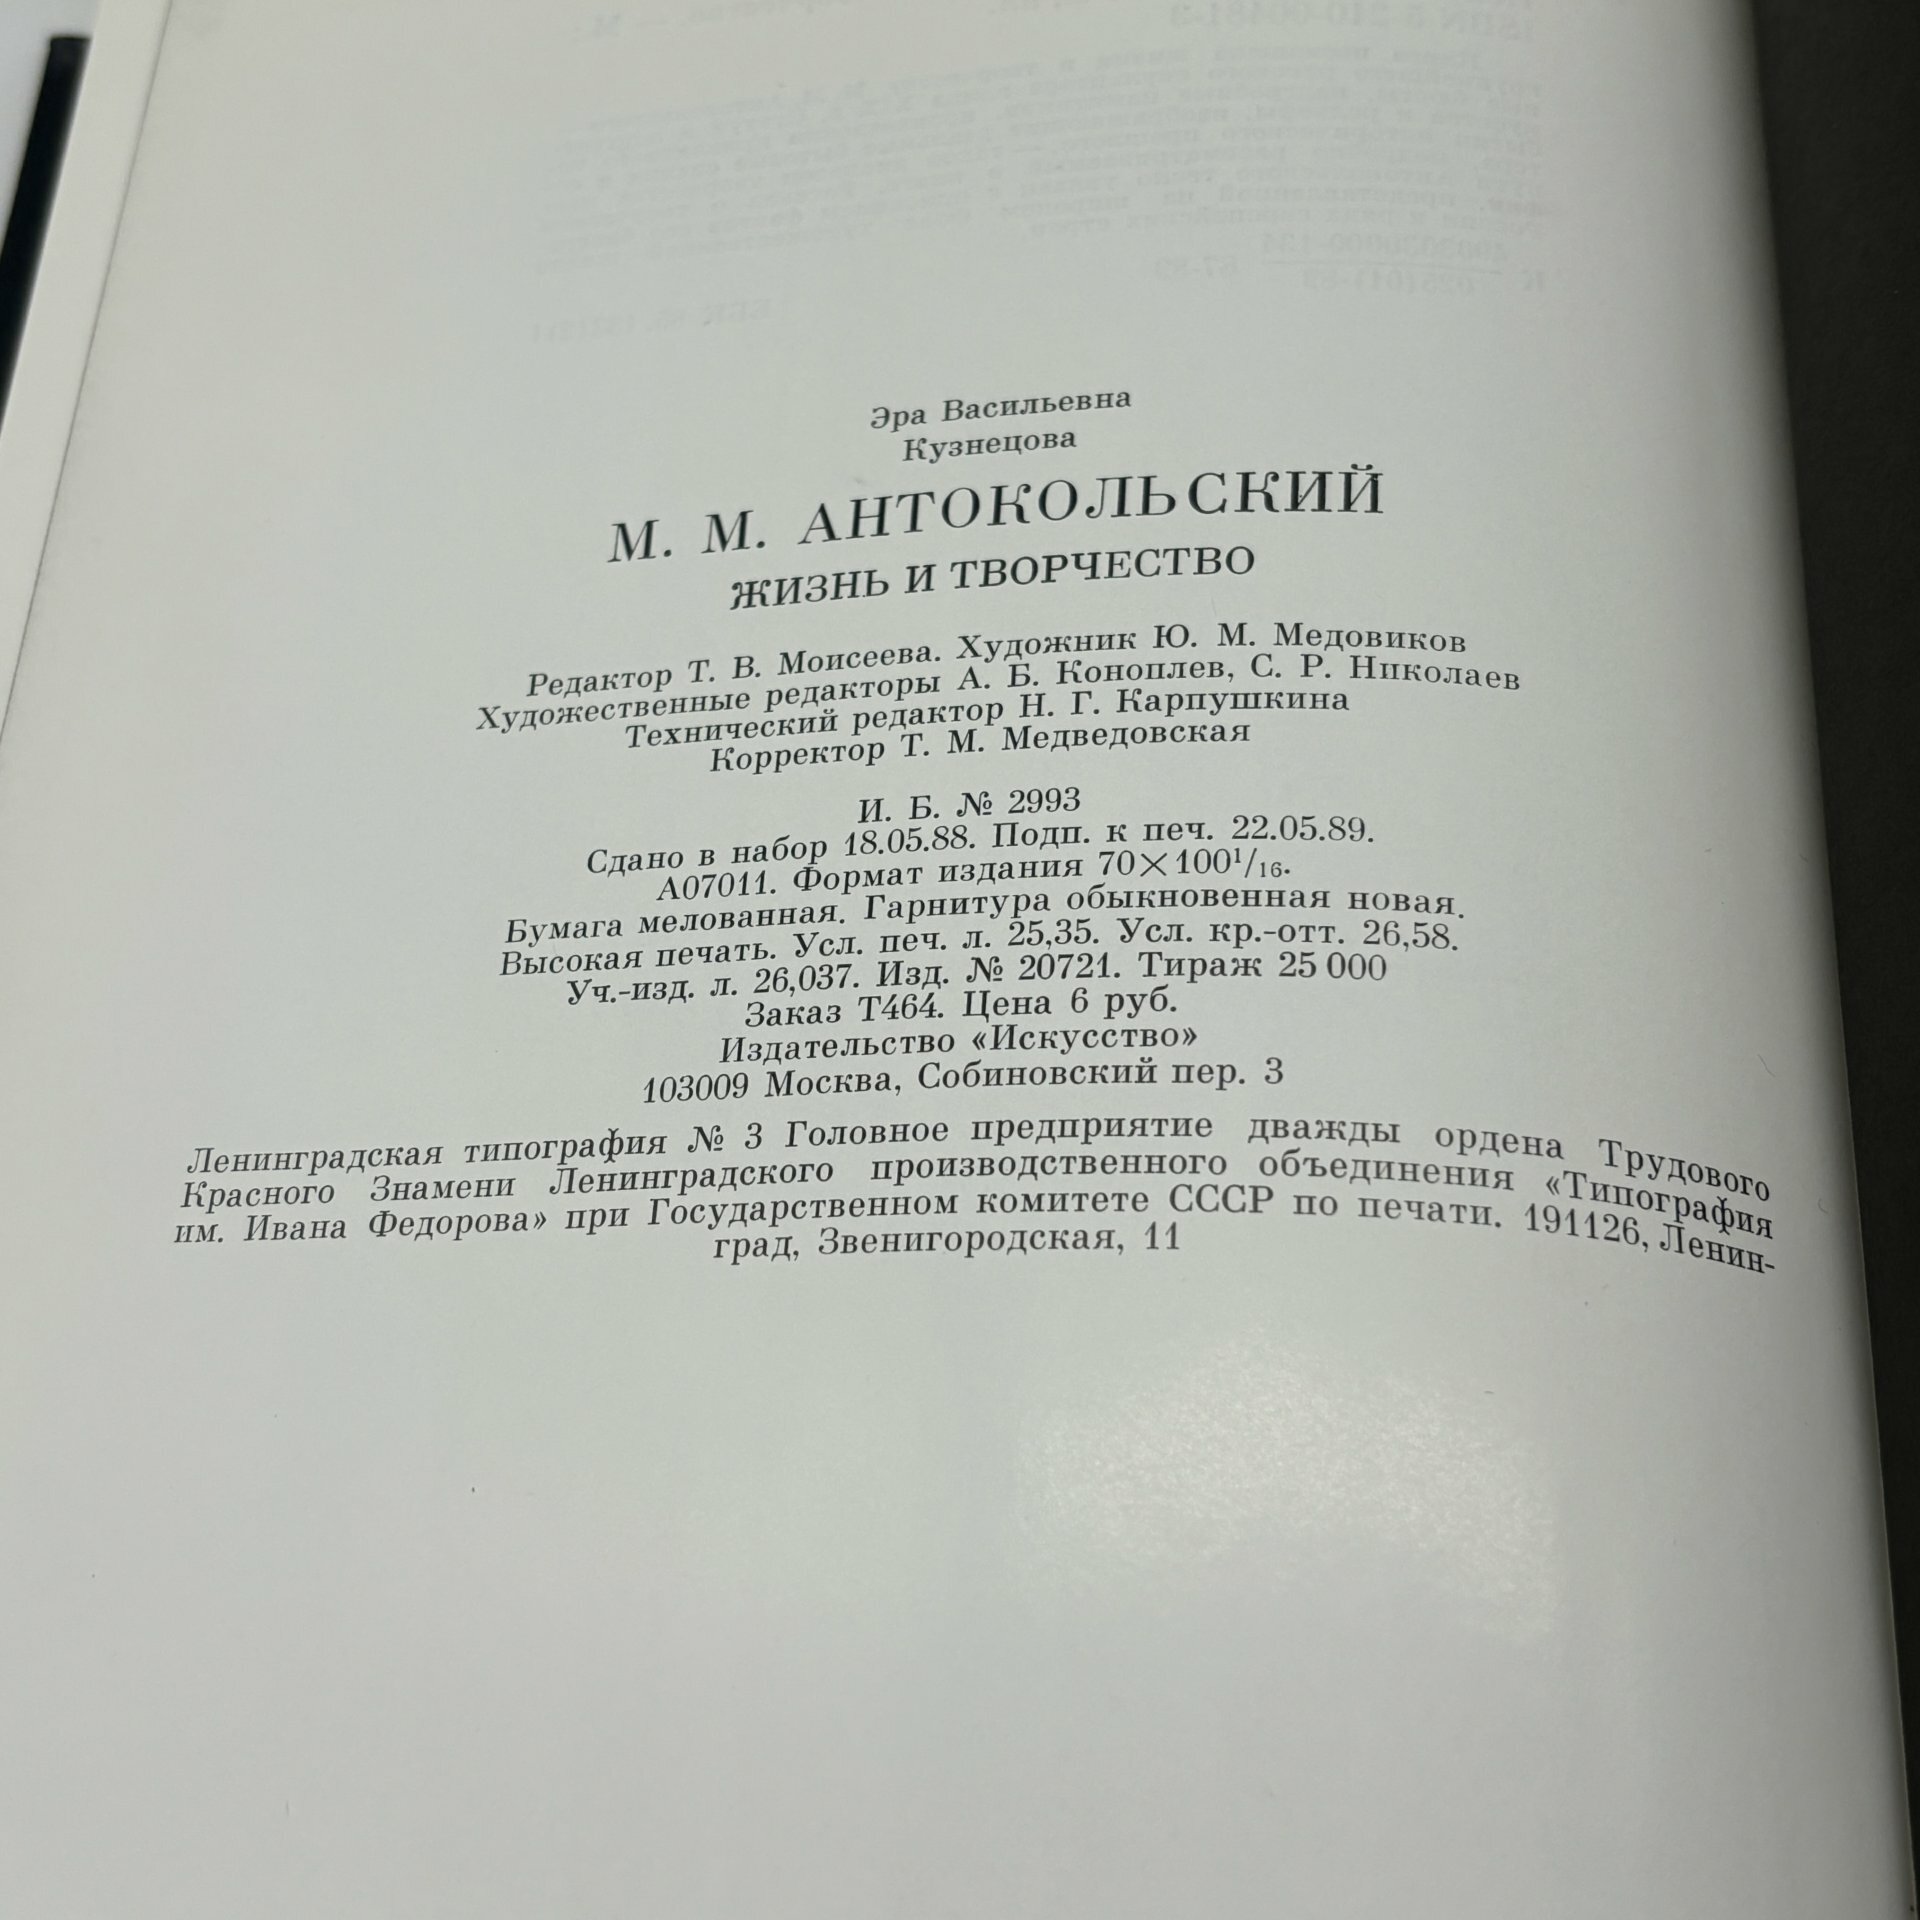 Эра Васильевна
Кузнецова
М. М. АНТОКОЛЬСКИЙ
ЖИЗНЬ И ТВОРЧЕСТВО
Редактор Т. В. Моисеева. Художник Ю. М. Медовиков
Художественные редакторы А. Б. Коноплев, С. Р. Николаев
Технический редактор Н. Г. Карпушкина
Корректор Т. М. Медведовская
И. Б. № 2993
Сдано в набор 18.05.88. Подп. к печ. 22.05.89.
А07011. Формат издания 70×100¹/₁₆.
Бумага мелованная. Гарнитура обыкновенная новая.
Высокая печать. Усл. печ. л. 25,35. Усл. кр.-отт. 26,58.
Уч.-изд. л. 26,037. Изд. № 20721. Тираж 25 000
Заказ Т464. Цена 6 руб.
Издательство «Искусство»
103009 Москва, Собиновский пер. 3
Ленинградская типография № 3 Головное предприятие дважды ордена Трудового
Красного Знамени Ленинградского производственного объединения «Типография
им. Ивана Федорова» при Государственном комитете СССР по печати. 191126, Ленин-
град, Звенигородская, 11